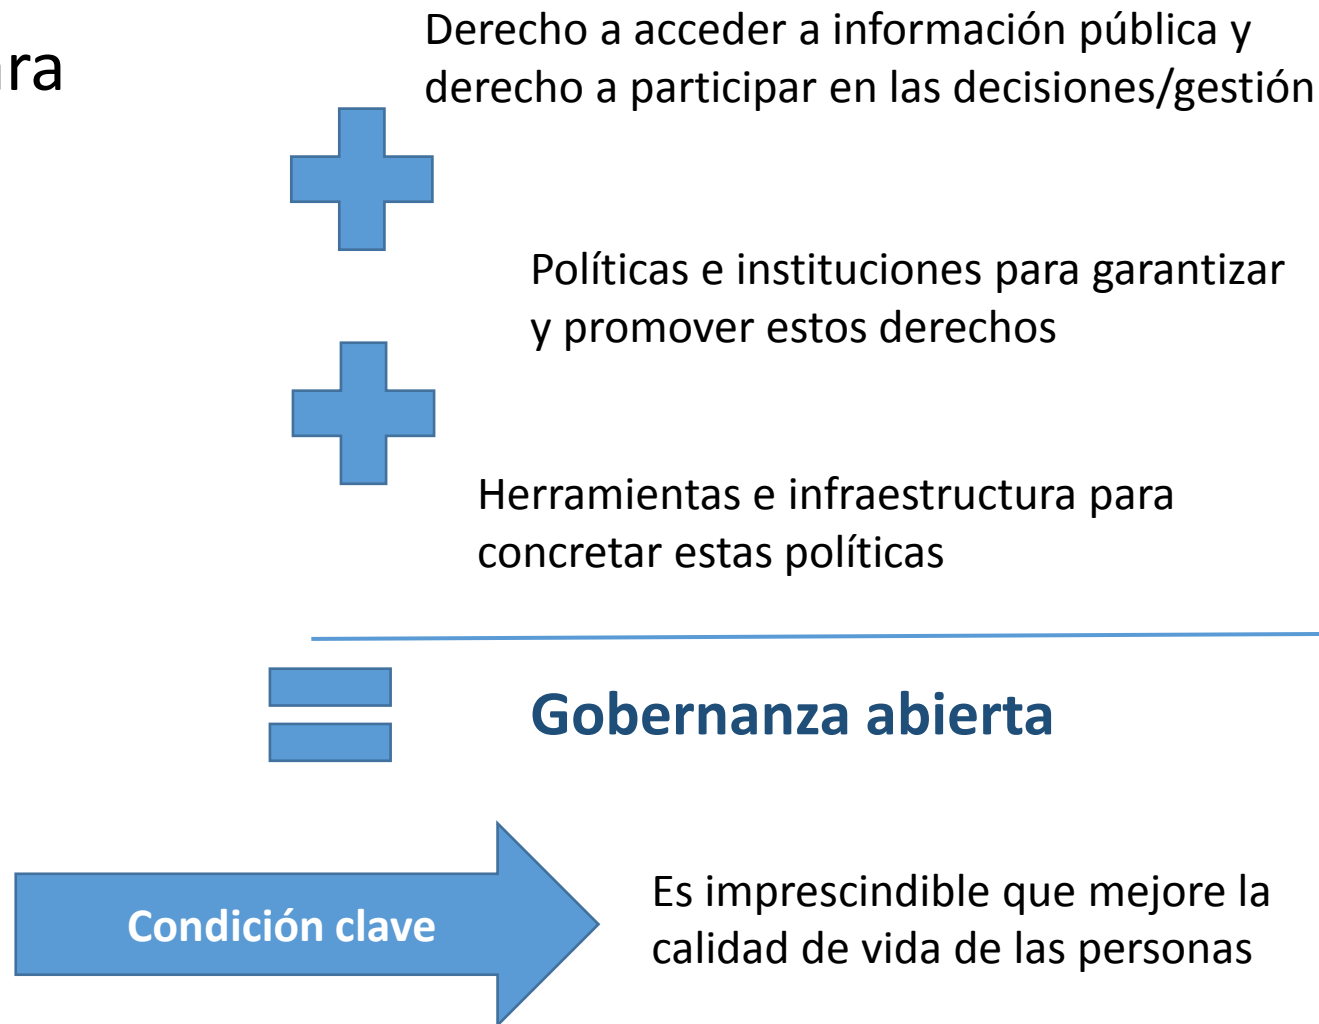 Derecho a acceder a información pública y
derecho a participar en las decisiones/gestión
Políticas e instituciones para garantizar
y promover estos derechos
Herramientas e infraestructura para
concretar estas políticas
Gobernanza abierta
Condición clave
Es imprescindible que mejore la
calidad de vida de las personas